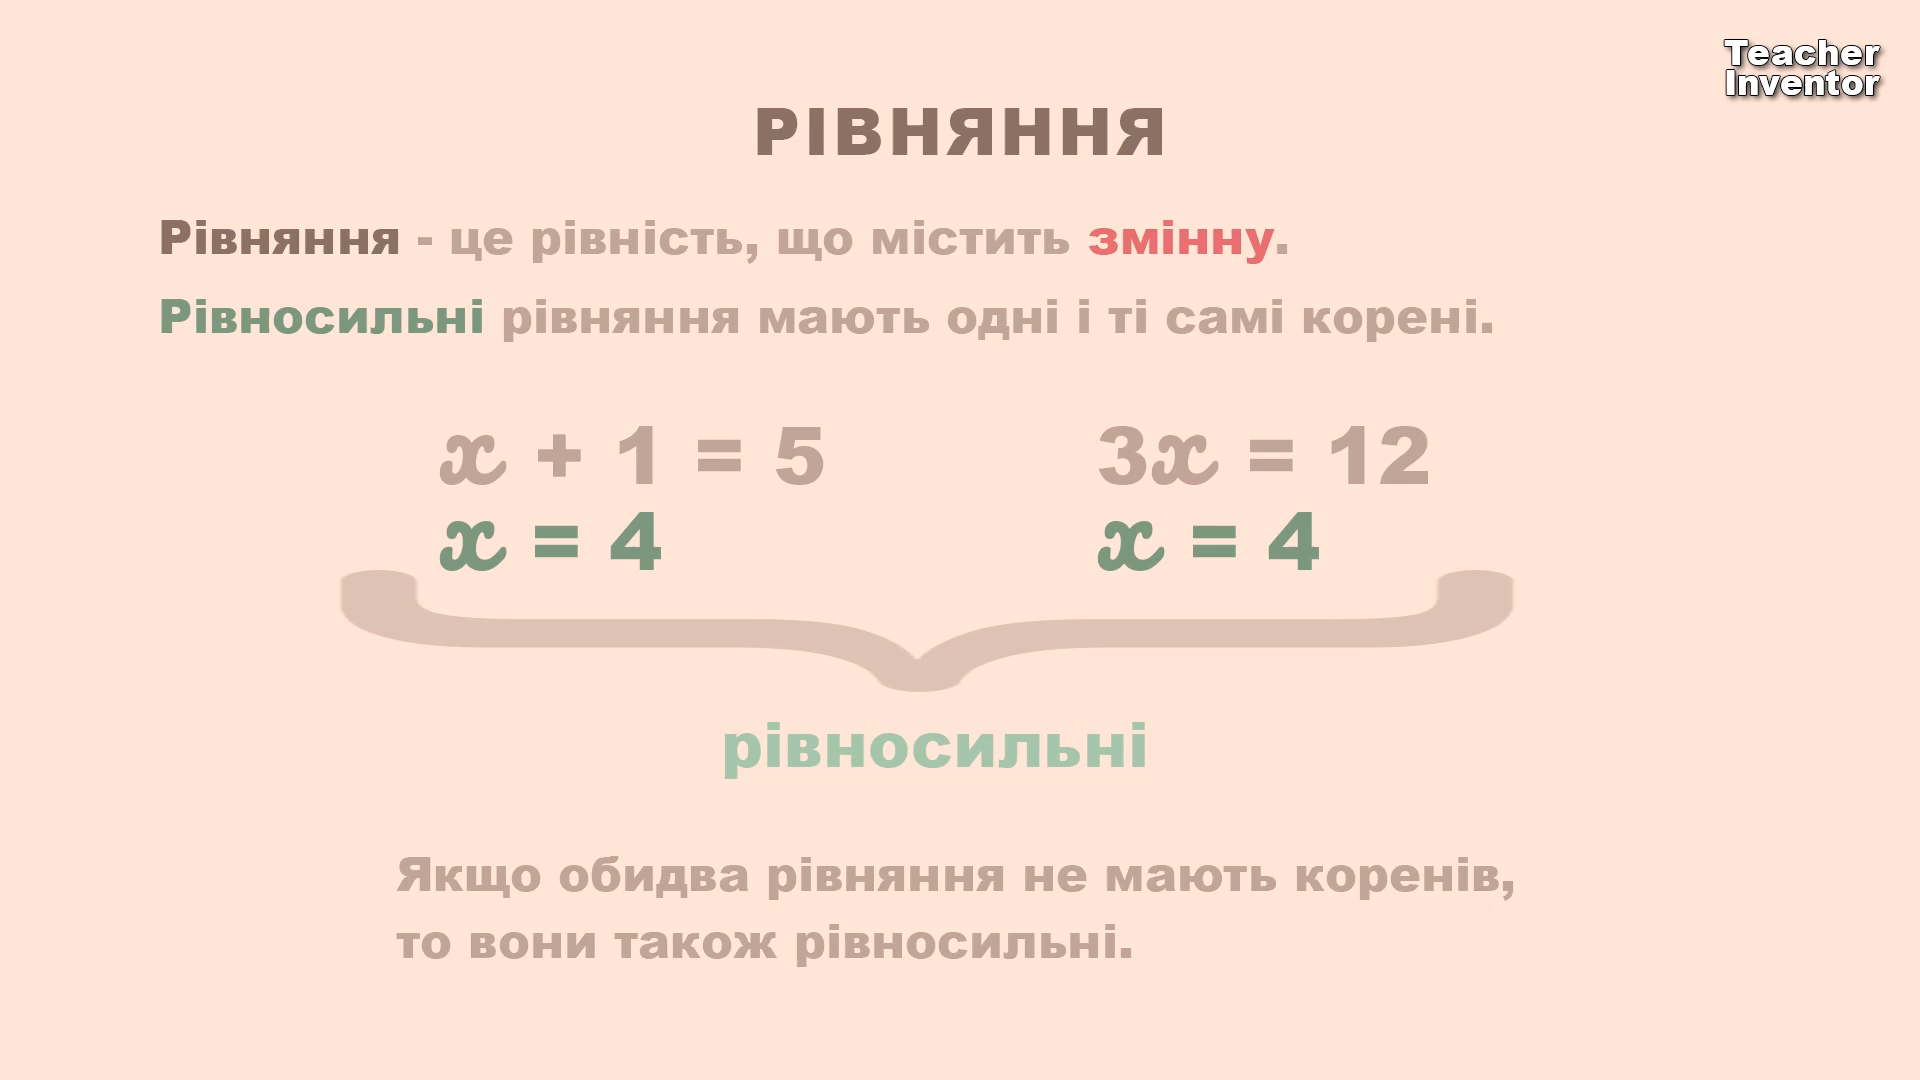 Teacher
Inventor
РІВНЯННЯ
Рівняння - це рівність, що містить змінну.
Рівносильні рівняння мають одні і ті самі корені.
x + 1 = 5 3x = 12
x = 4 x = 4
рівносильні
Якщо обидва рівняння не мають коренів,
то вони також рівносильні.